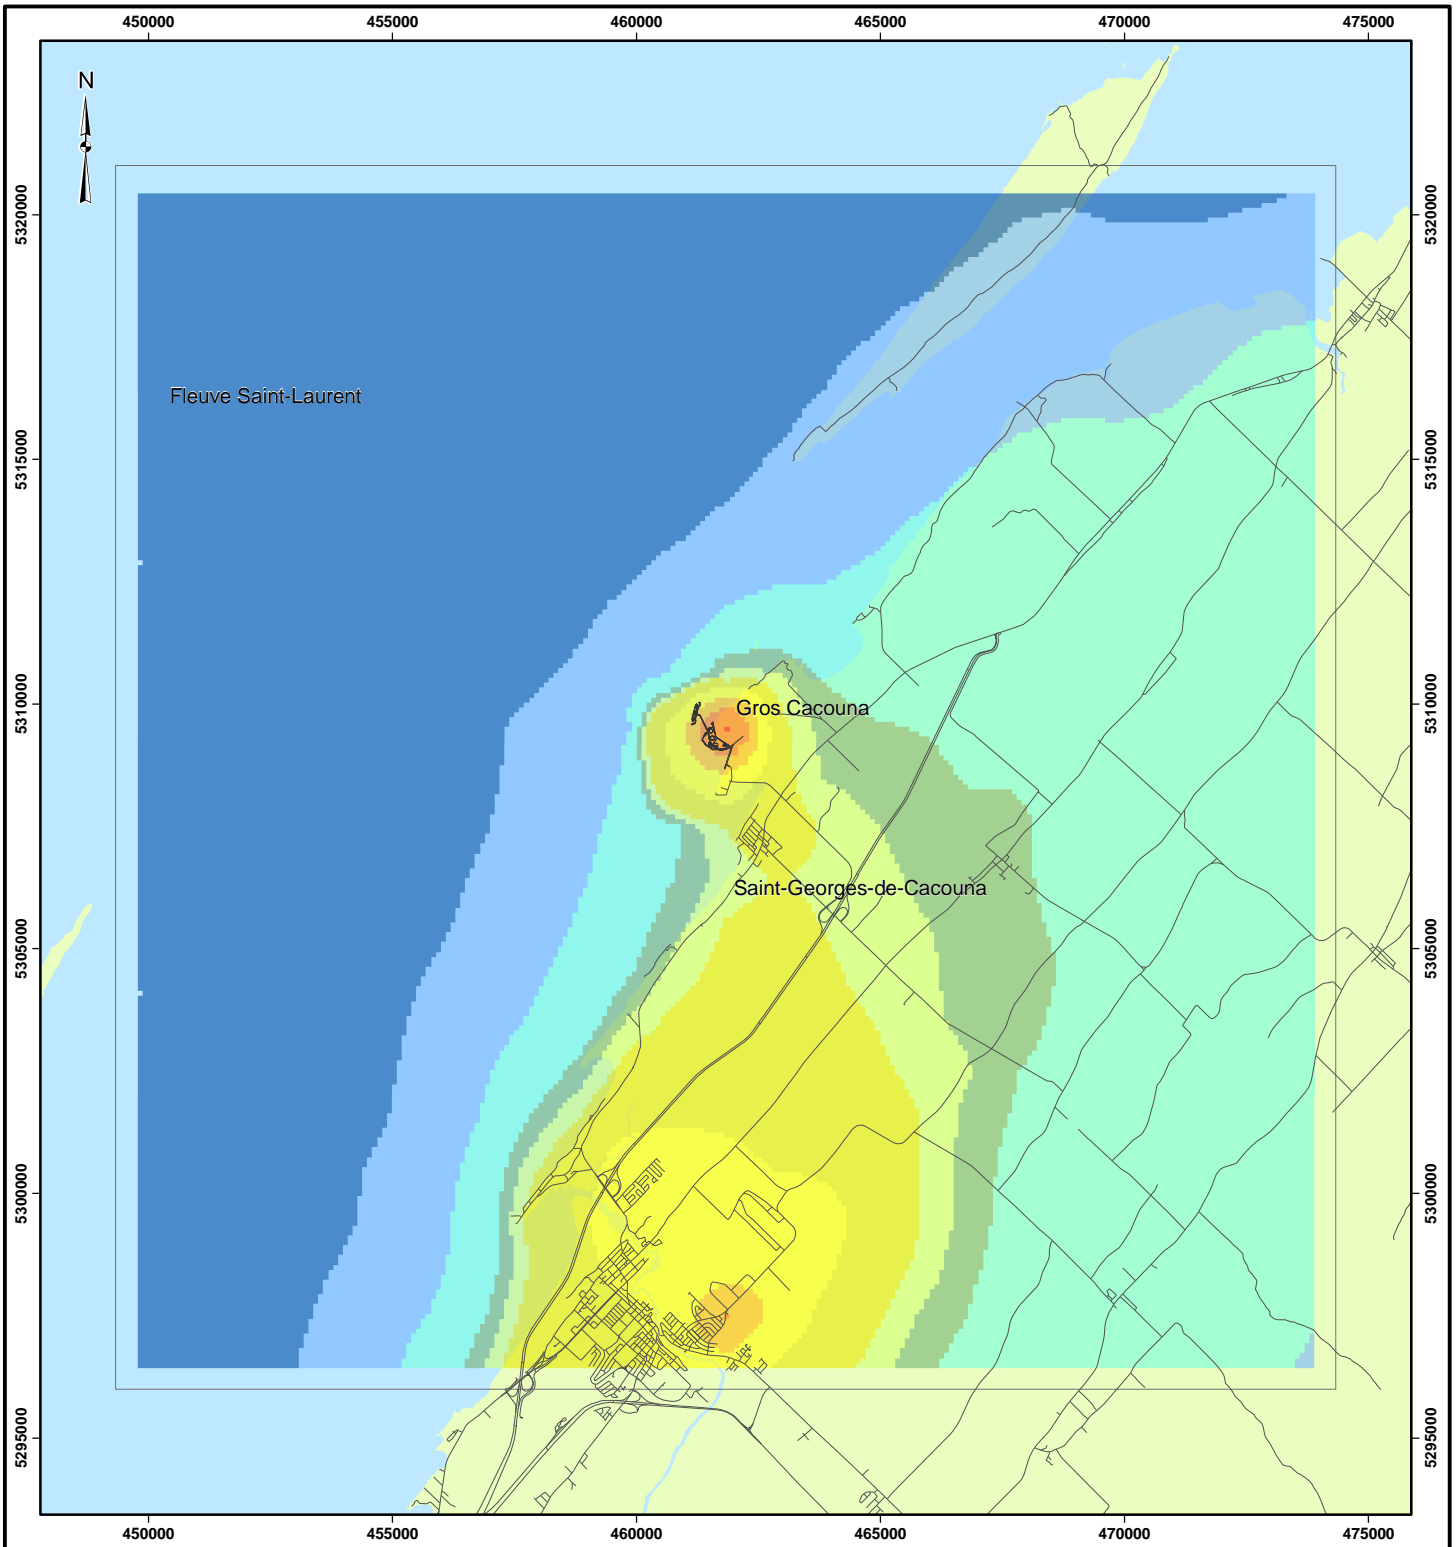 450000 455000 460000 465000 470000 475000
N
5320000 5320000
Fleuve Saint-Laurent
5315000 5315000
5310000 Gros Cacouna 5310000
Saint-Georges-de-Cacouna
5305000 5305000
5300000 5300000
5295000 5295000
450000 455000 460000 465000 470000 475000